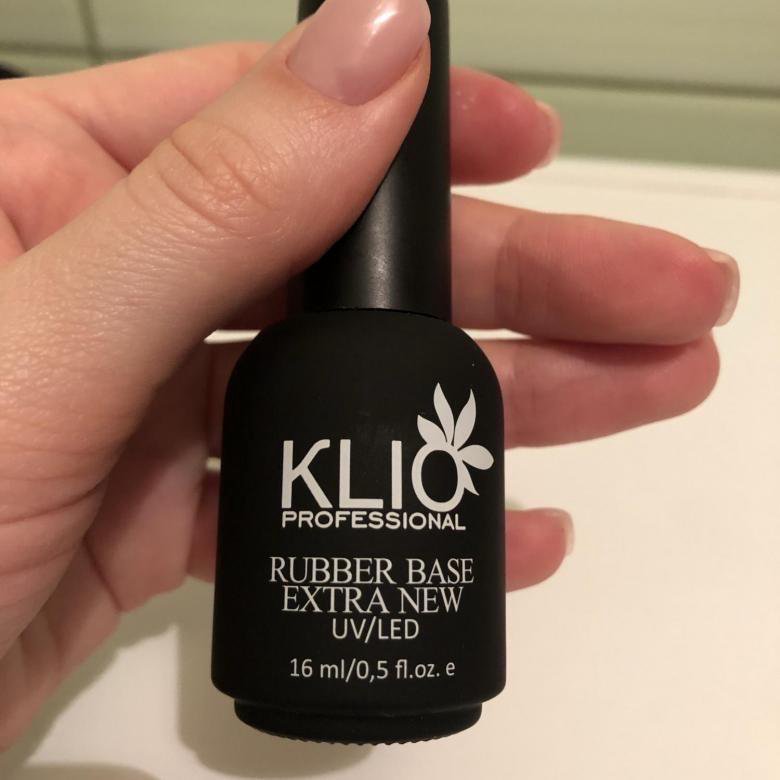 KLIO
PROFESSIONAL
RUBBER BASE
EXTRA NEW
UV/LED
16 ml/0,5 fl.oz. e